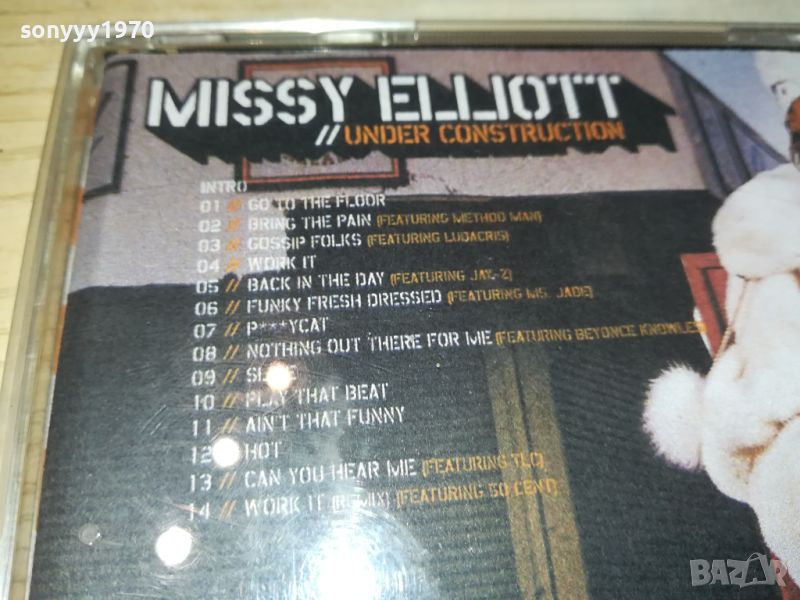 sonyyy1970
MISSY ELLIOTT
// UNDER CONSTRUCTION
INTRO
01 // GO TO THE FLOOR
02 // BRING THE PAIN (FEATURING METHOD MAN)
03 // GOSSIP FOLKS (FEATURING LUDACRIS)
04 // WORK IT
05 // BACK IN THE DAY (FEATURING JAY-Z)
06 // FUNKY FRESH DRESSED (FEATURING MS. JADE)
07 // P***YCAT
08 // NOTHING OUT THERE FOR ME (FEATURING BEYONCE KNOWLES)
09 //
10 // PLAY THAT BEAT
11 // AIN'T THAT FUNNY
12 HOT
13 // CAN YOU HEAR ME (FEATURING TLC)
14 // WORK IT (REMIX) (FEATURING 50 CENT)
BAZAR
bg